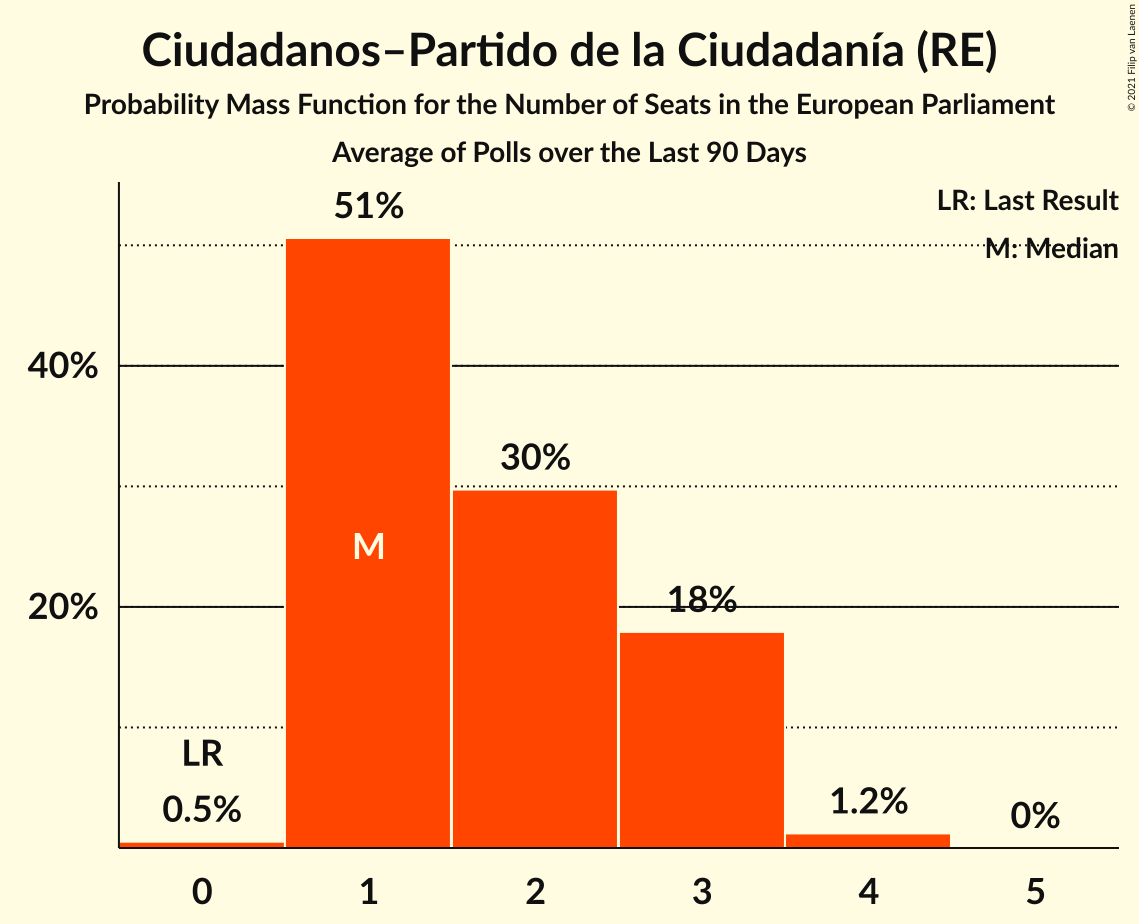 Ciudadanos–Partido de la Ciudadanía (RE)
Probability Mass Function for the Number of Seats in the European Parliament
Average of Polls over the Last 90 Days
© 2021 Filip van Laenen
LR: Last Result
M: Median
51%
40%
30%
M
20%
18%
LR
0.5%
1.2%
0%
0 1 2 3 4 5